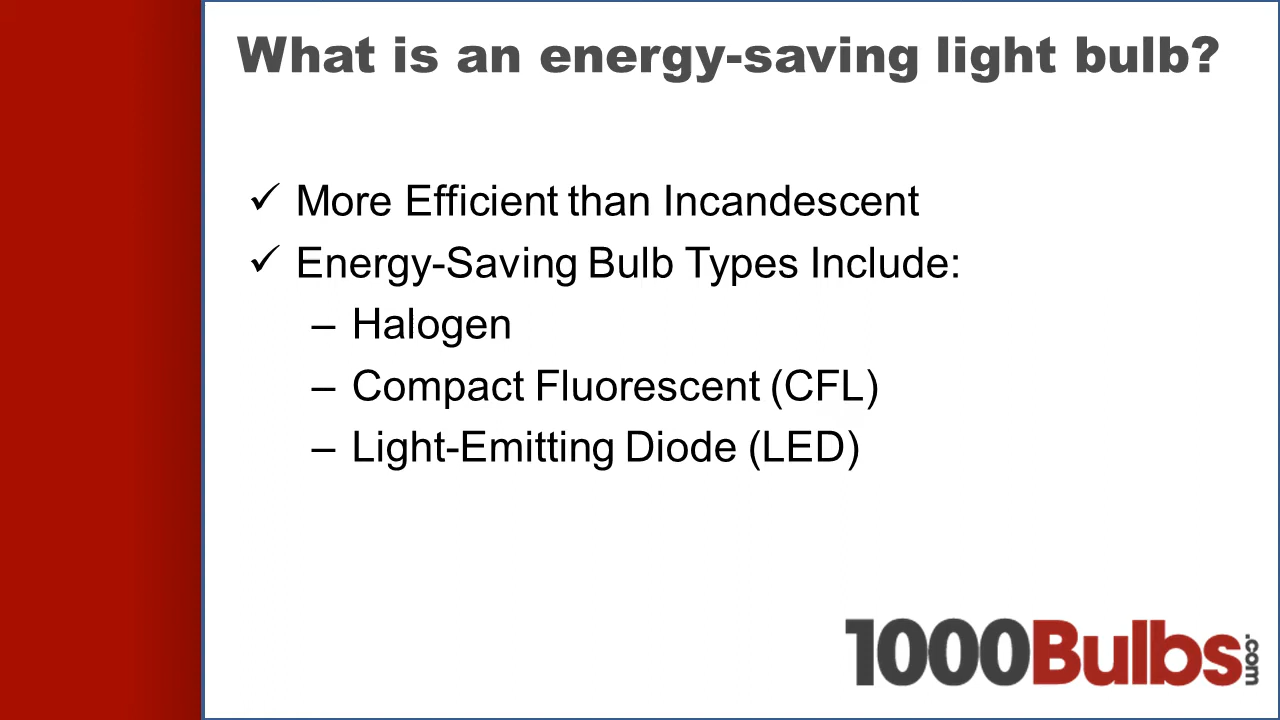 What is an energy-saving light bulb?
✓ More Efficient than Incandescent
✓ Energy-Saving Bulb Types Include:
– Halogen
– Compact Fluorescent (CFL)
– Light-Emitting Diode (LED)
1000Bulbs.com